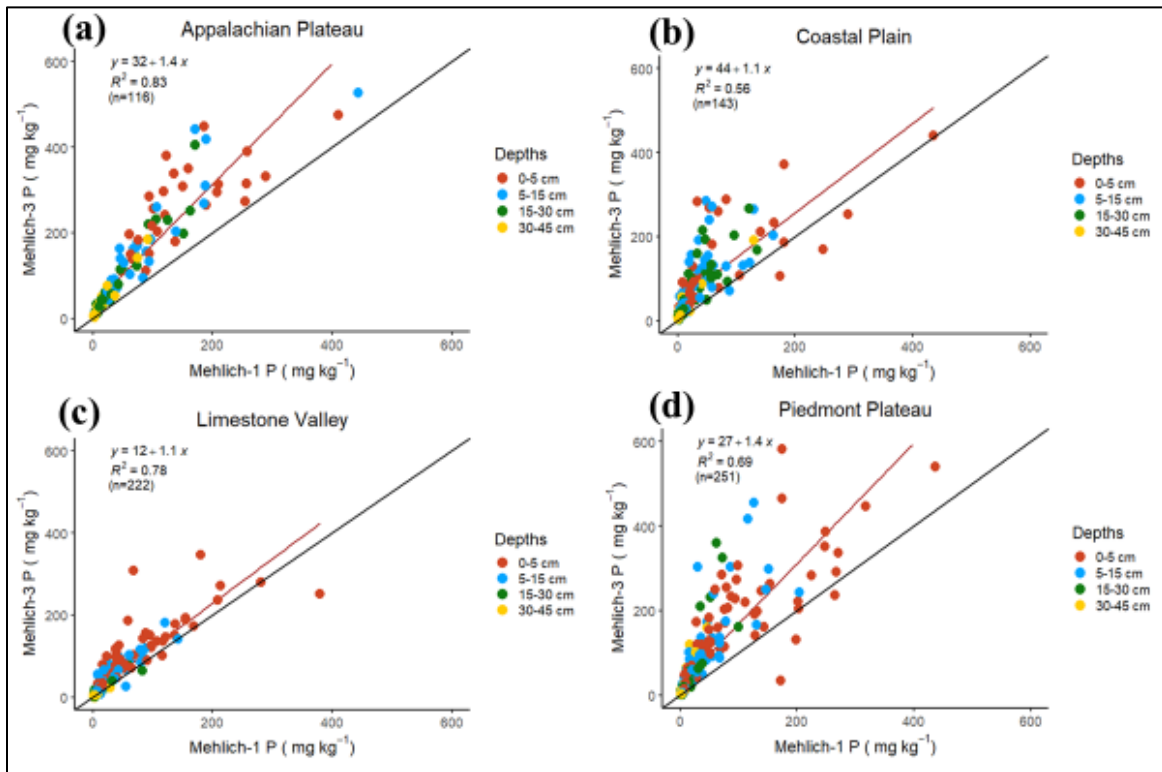 (a)
Appalachian Plateau
y = 32 + 1.4 x
R² = 0.83
(n=116)
600
400
200
0
Mehlich-3 P ( mg kg⁻¹)
0 200 400 600
Mehlich-1 P ( mg kg⁻¹)
Depths
0-5 cm
5-15 cm
15-30 cm
30-45 cm
(b)
Coastal Plain
y = 44 + 1.1 x
R² = 0.56
(n=143)
600
400
200
0
Mehlich-3 P ( mg kg⁻¹)
0 200 400 600
Mehlich-1 P ( mg kg⁻¹)
Depths
0-5 cm
5-15 cm
15-30 cm
30-45 cm
(c)
Limestone Valley
y = 12 + 1.1 x
R² = 0.78
(n=222)
600
400
200
0
Mehlich-3 P ( mg kg⁻¹)
0 200 400 600
Mehlich-1 P ( mg kg⁻¹)
Depths
0-5 cm
5-15 cm
15-30 cm
30-45 cm
(d)
Piedmont Plateau
y = 27 + 1.4 x
R² = 0.69
(n=251)
600
400
200
0
Mehlich-3 P ( mg kg⁻¹)
0 200 400 600
Mehlich-1 P ( mg kg⁻¹)
Depths
0-5 cm
5-15 cm
15-30 cm
30-45 cm